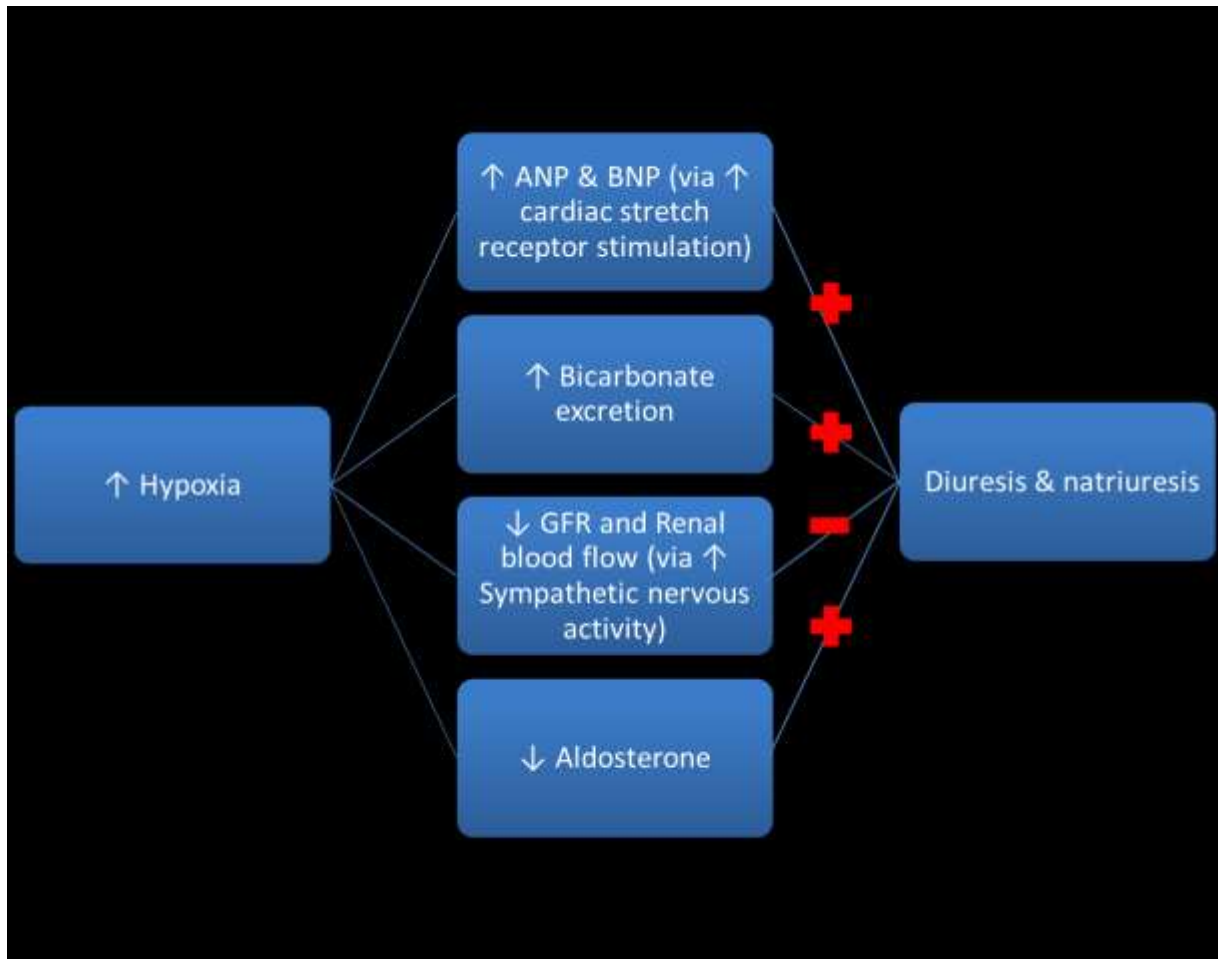 ↑ ANP & BNP (via ↑
cardiac stretch
receptor stimulation)
↑ Bicarbonate
excretion
↑ Hypoxia
Diuresis & natriuresis
↓ GFR and Renal
blood flow (via ↑
Sympathetic nervous
activity)
↓ Aldosterone